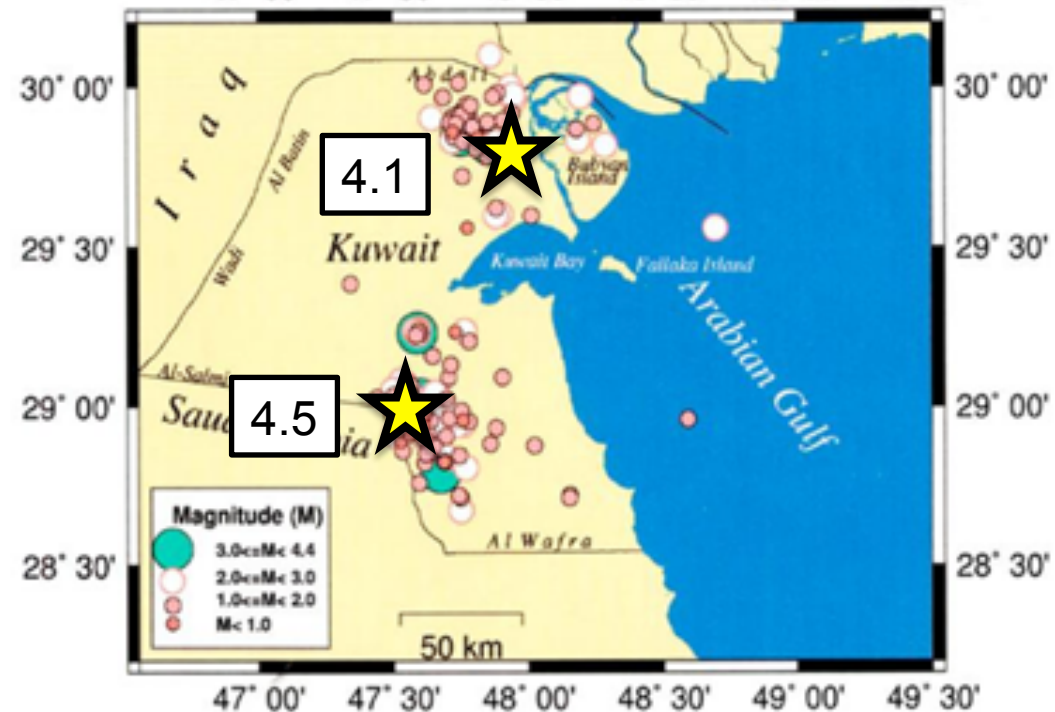 30° 00'
30° 00'
Iraq
Abdali
Al Batin
4.1
Bubyan
Island
29° 30'
29° 30'
Kuwait
Wadi
Kuwait Bay
Failaka Island
Arabian Gulf
Al-Salmi
29° 00'
29° 00'
4.5
Sau
ia
Magnitude (M)
3.0<=M< 4.4
2.0<=M< 3.0
1.0<=M< 2.0
M< 1.0
Al Wafra
28° 30'
28° 30'
50 km
47° 00'
47° 30'
48° 00'
48° 30'
49° 00'
49° 30'